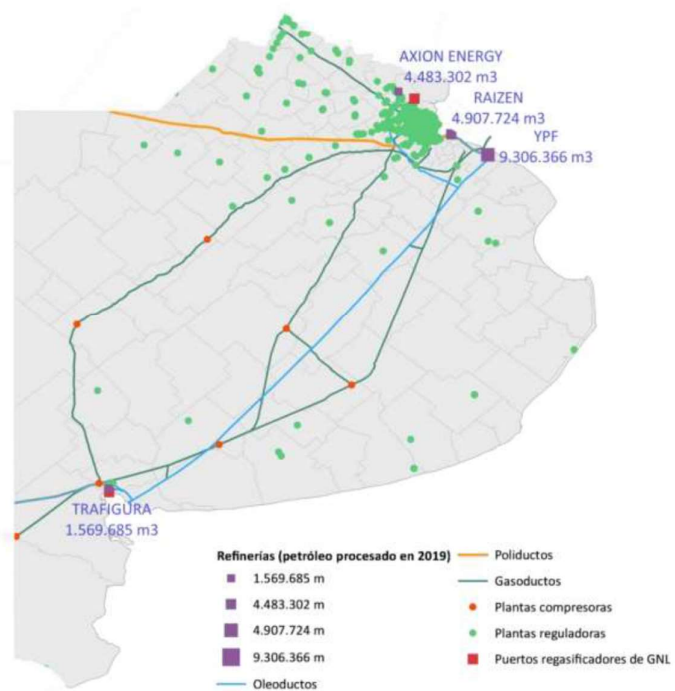 AXION ENERGY
4.483.302 m3
RAIZEN
4.907.724 m3
YPF
9.306.366 m3
TRAFIGURA
1.569.685 m3
Refinerías (petróleo procesado en 2019)
1.569.685 m
4.483.302 m
4.907.724 m
9.306.366 m
Oleoductos
Poliductos
Gasoductos
Plantas compresoras
Plantas reguladoras
Puertos regasificadores de GNL